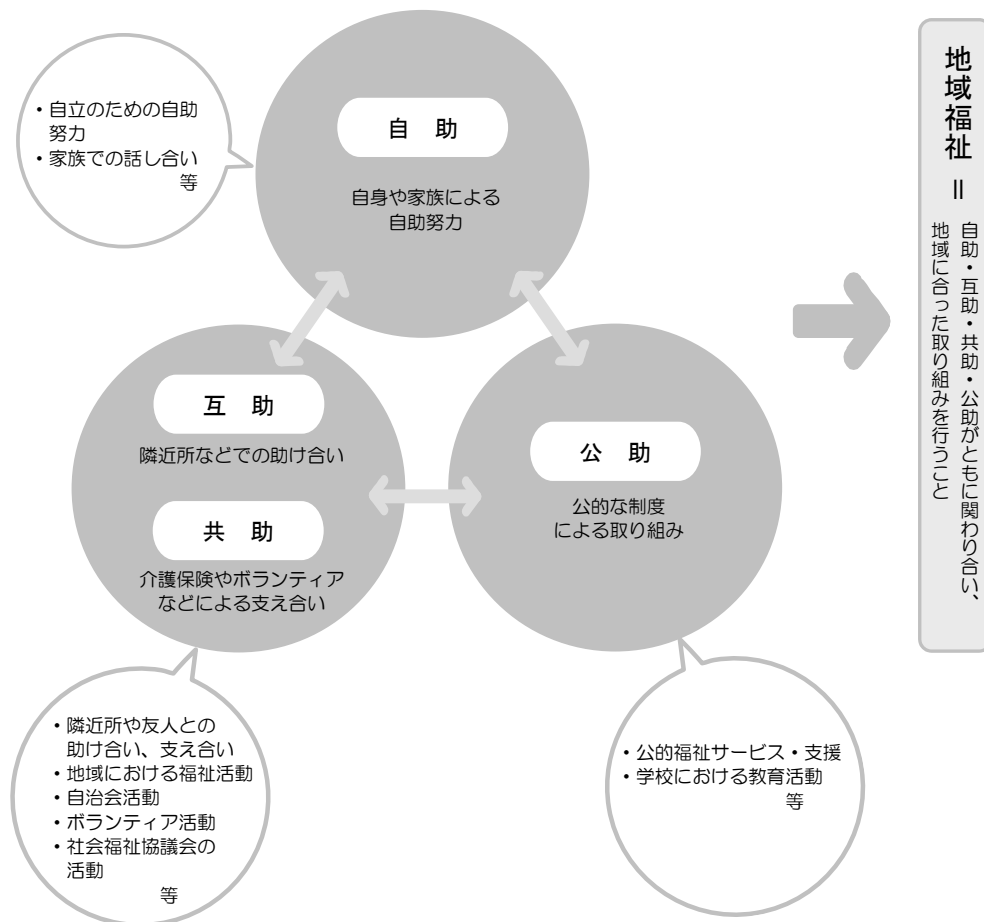 ・自立のための自助
努力
・家族での話し合い
等
自 助
自身や家族による
自助努力
互 助
隣近所などでの助け合い
共 助
介護保険やボランティア
などによる支え合い
公 助
公的な制度
による取り組み
・隣近所や友人との
助け合い、支え合い
・地域における福祉活動
・自治会活動
・ボランティア活動
・社会福祉協議会の
活動
等
・公的福祉サービス・支援
・学校における教育活動
等
地域福祉 =
自助・互助・共助・公助がともに関わり合い、
地域に合った取り組みを行うこと